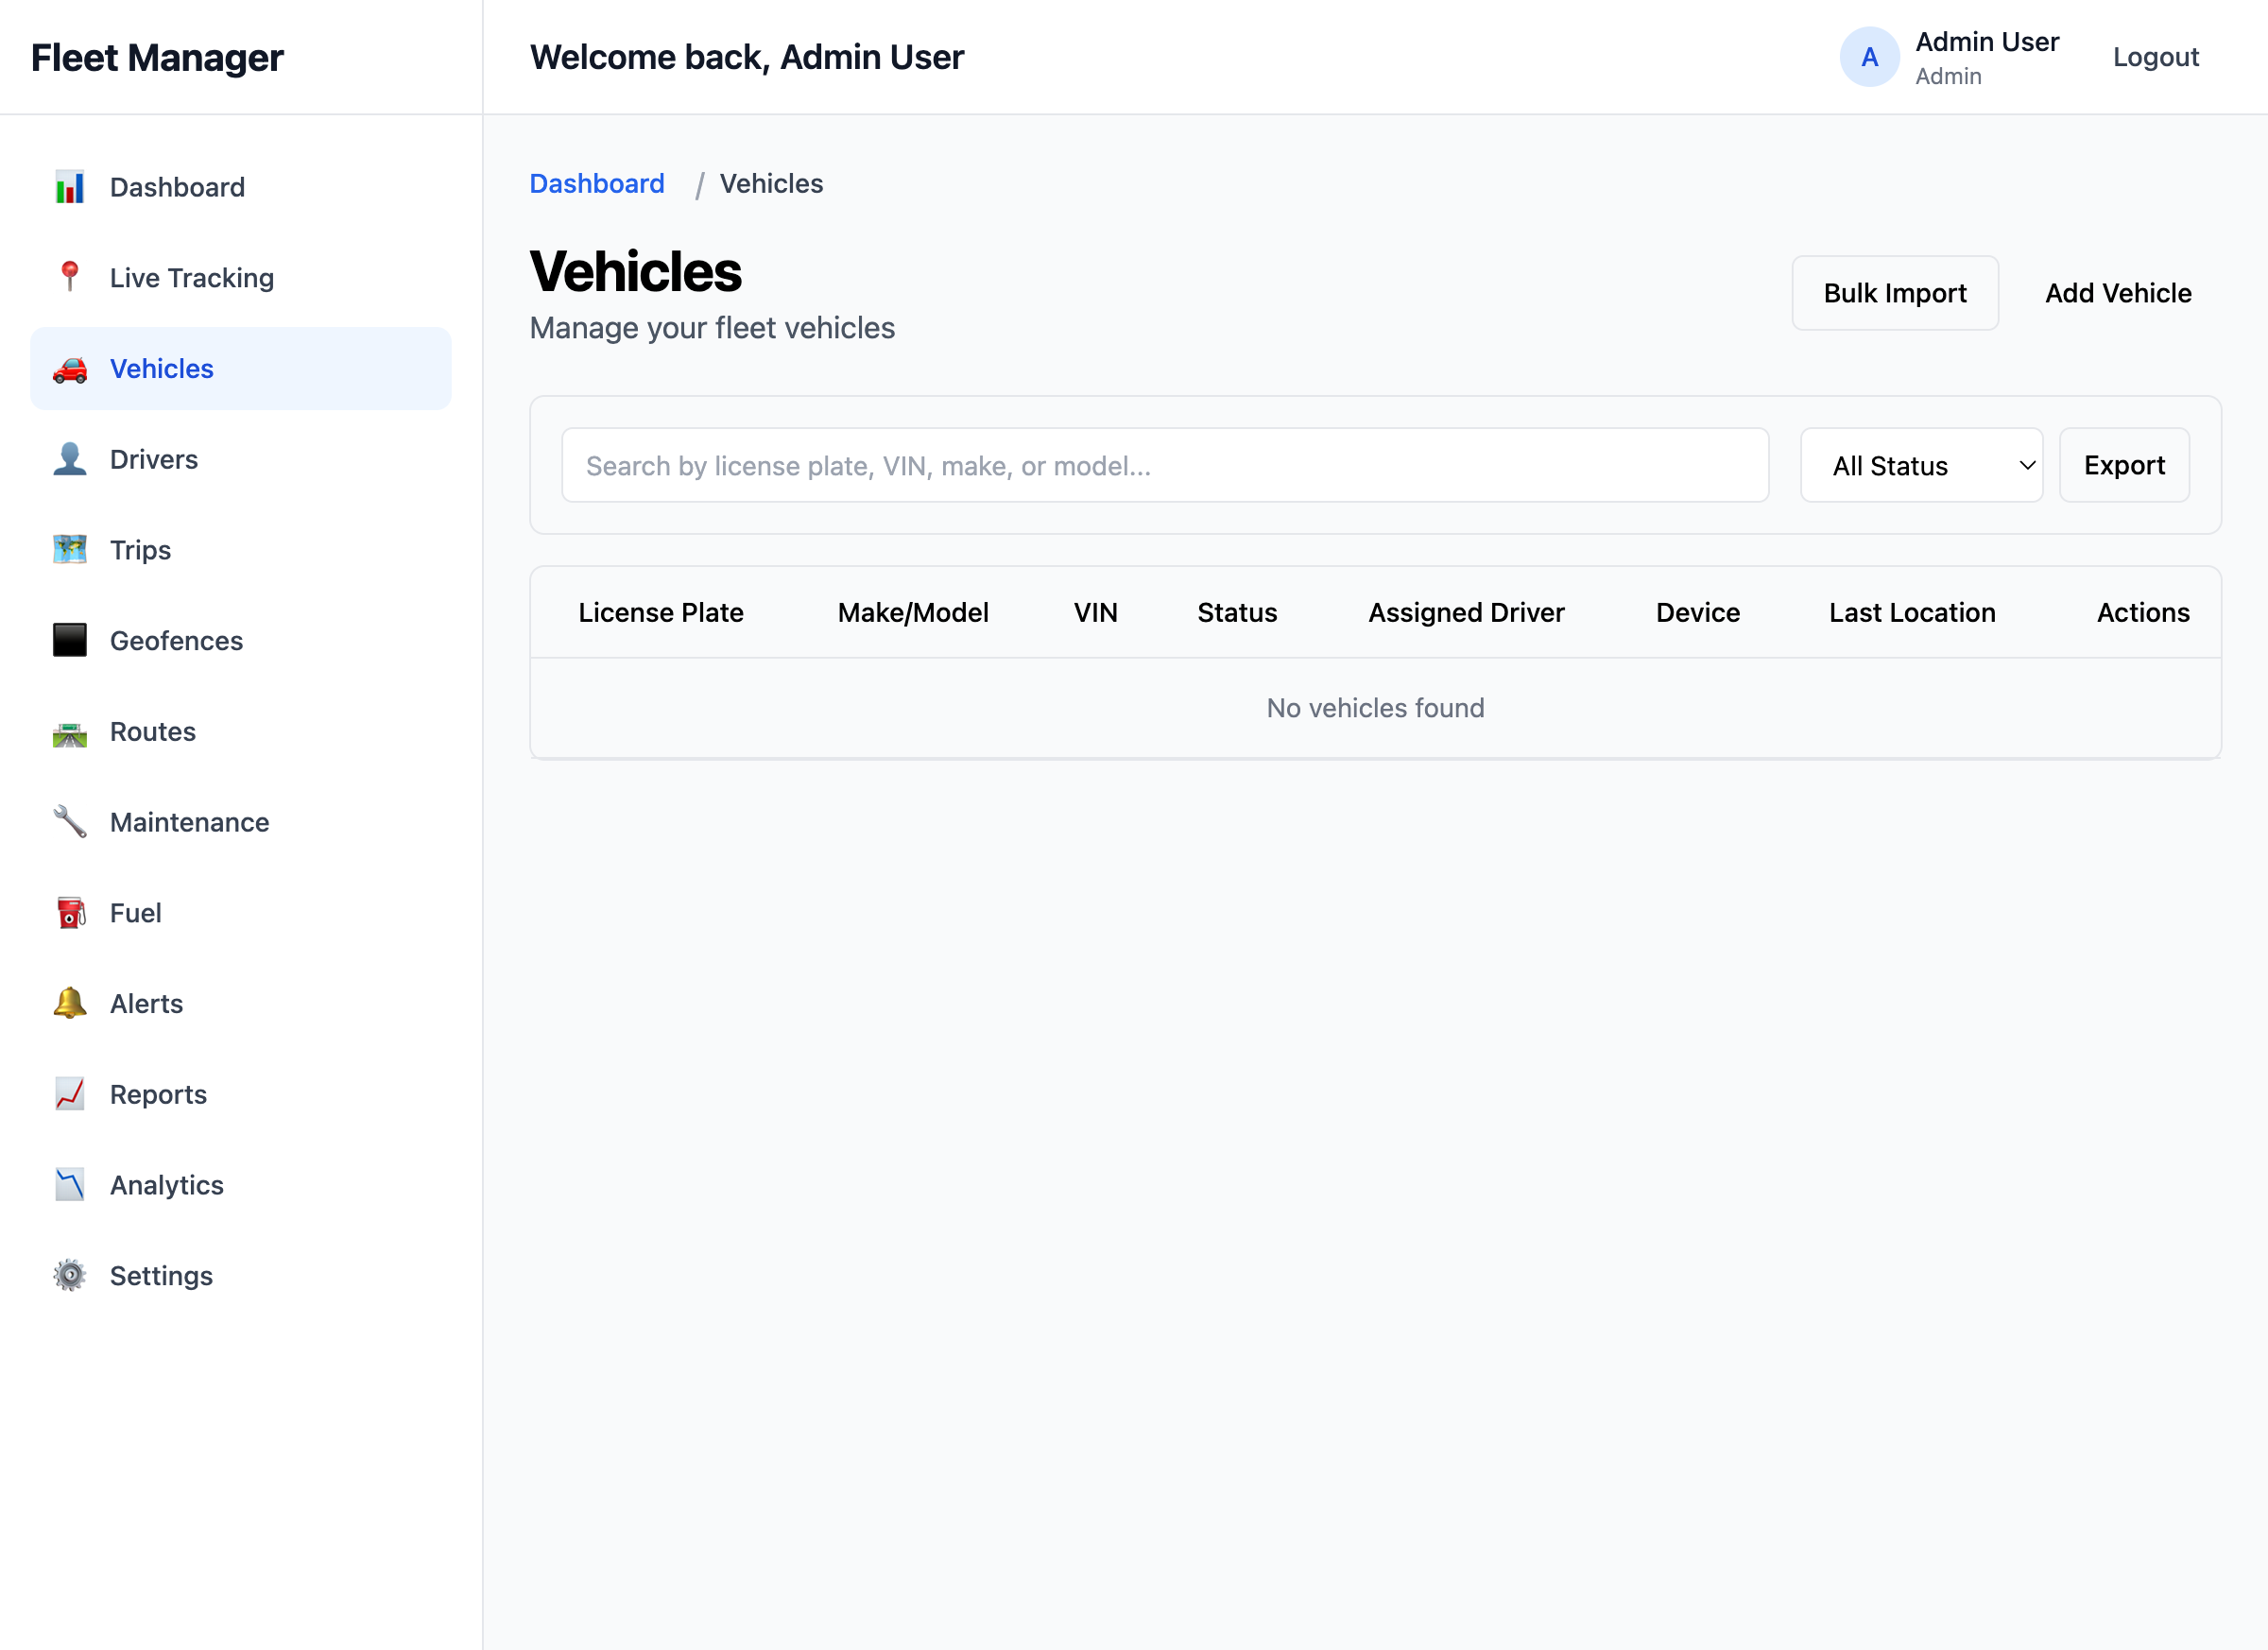 Fleet Manager
Welcome back, Admin User
A
Admin User
Admin
Logout
Dashboard
Live Tracking
Vehicles
Drivers
Trips
Geofences
Routes
Maintenance
Fuel
Alerts
Reports
Analytics
Settings
Dashboard / Vehicles
Vehicles
Manage your fleet vehicles
Bulk Import
Add Vehicle
Search by license plate, VIN, make, or model...
All Status
Export
License Plate Make/Model VIN Status Assigned Driver Device Last Location Actions
No vehicles found